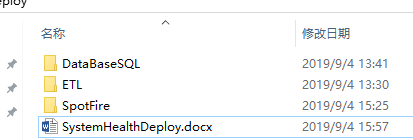 eploy
名称 修改日期
DataBaseSQL 2019/9/4 13:41
ETL 2019/9/4 13:30
SpotFire 2019/9/4 15:25
SystemHealthDeploy.docx 2019/9/4 15:57